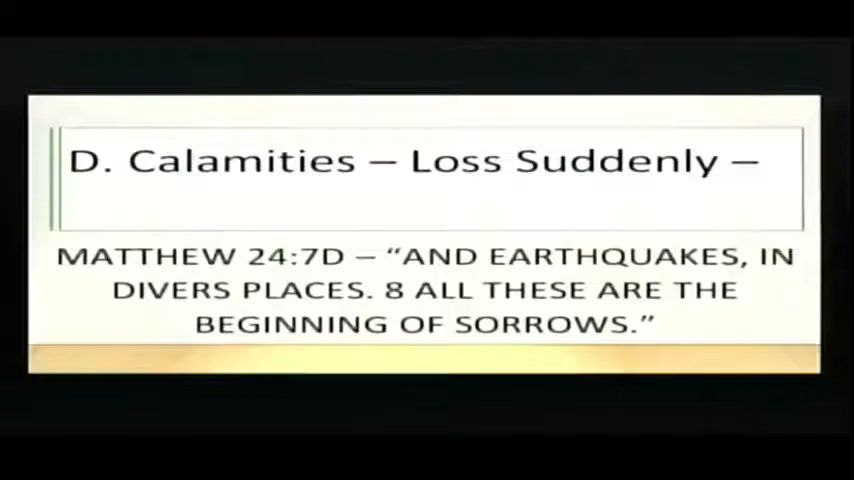 D. Calamities – Loss Suddenly –
MATTHEW 24:7D – “AND EARTHQUAKES, IN
DIVERS PLACES. 8 ALL THESE ARE THE
BEGINNING OF SORROWS.”